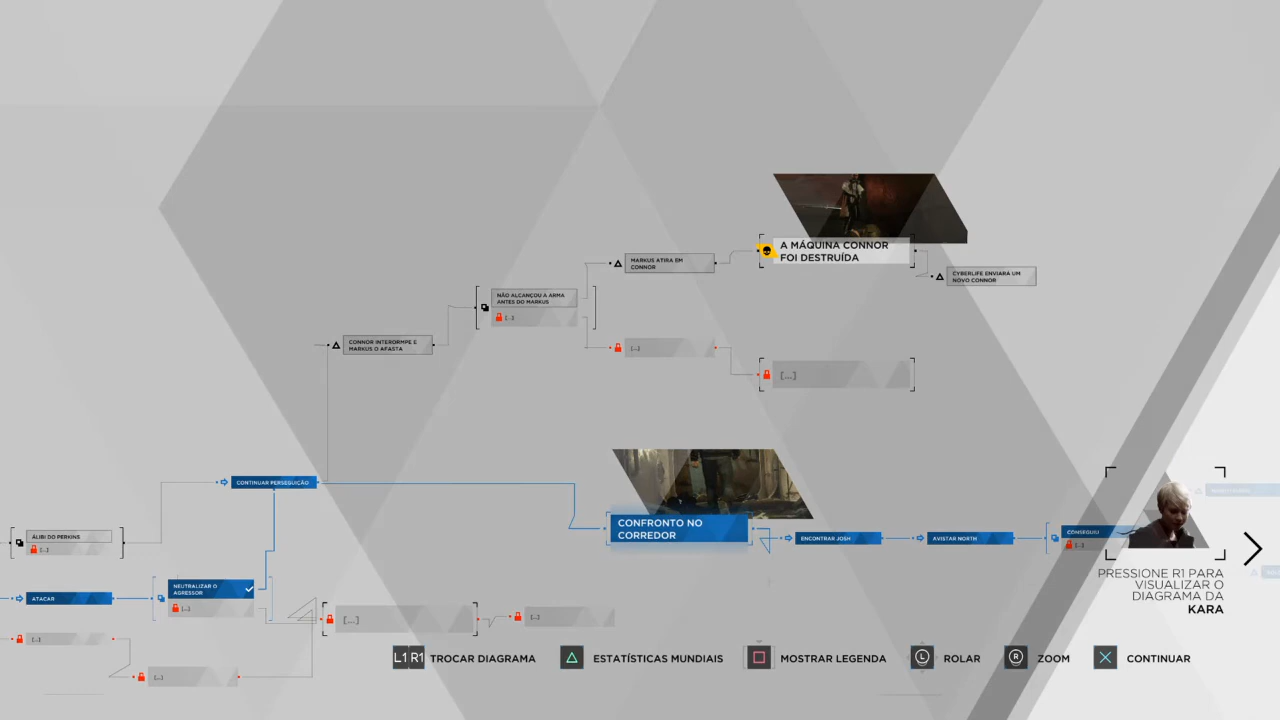 A MÁQUINA CONNOR
FOI DESTRUÍDA
MARKUS ATIRA EM
CONNOR
CYBERLIFE ENVIARÁ UM
NOVO CONNOR
NÃO ALCANÇOU A ARMA
ANTES DO MARKUS
[...]
CONNOR INTERORMPE E
MARKUS O AFASTA
[...]
[...]
CONTINUAR PERSEGUIÇÃO
CONFRONTO NO
CORREDOR
ENCONTRAR JOSH
AVISTAR NORTH
CONSEGUIU
[...]
ÁLIBI DO PERKINS
[...]
ATACAR
NEUTRALIZAR O
AGRESSOR
[...]
[...]
[...]
[...]
[...]
PRESSIONE R1 PARA
VISUALIZAR O
DIAGRAMA DA
KARA
L1 R1 TROCAR DIAGRAMA
ESTATÍSTICAS MUNDIAIS
MOSTRAR LEGENDA
L ROLAR
R ZOOM
CONTINUAR